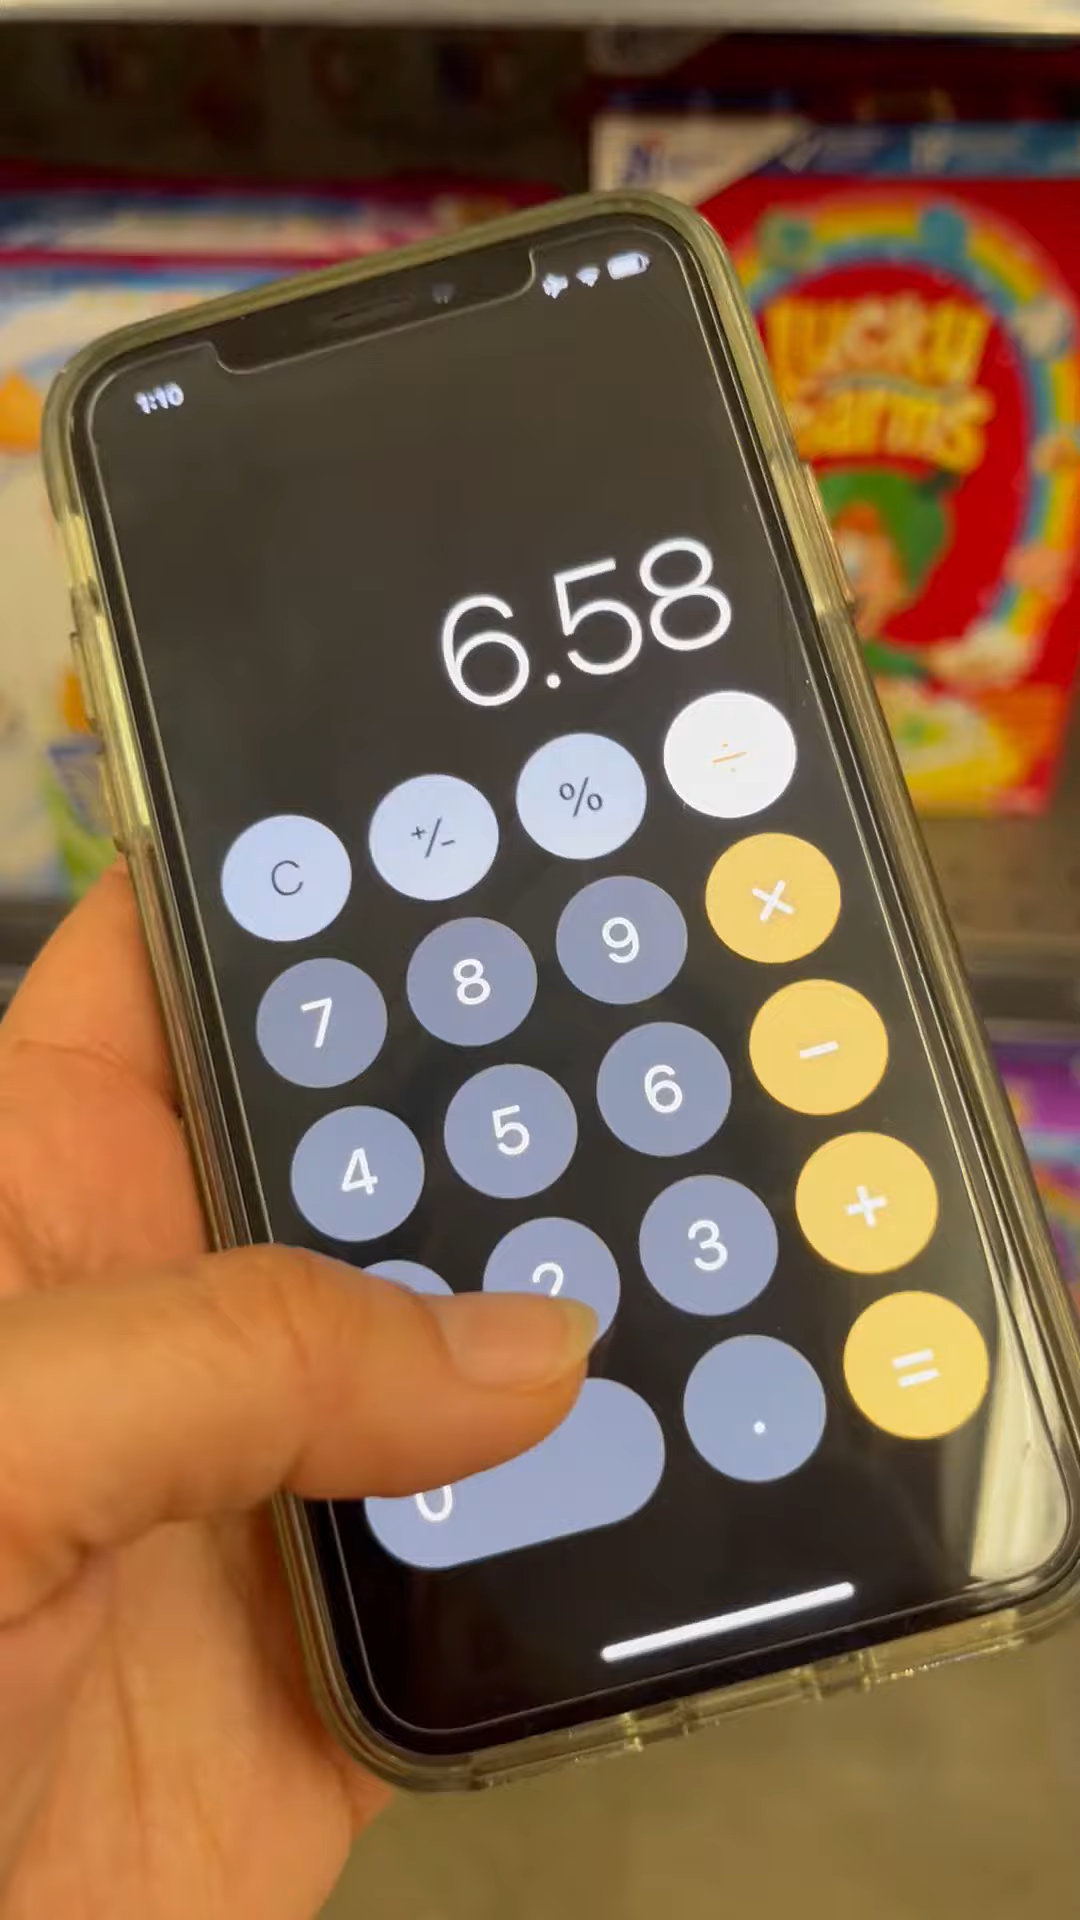 1:10
Lucky
Charms
6.58
C +/- % ÷
7 8 9 ×
4 5 6 −
2 3 +
0 . =